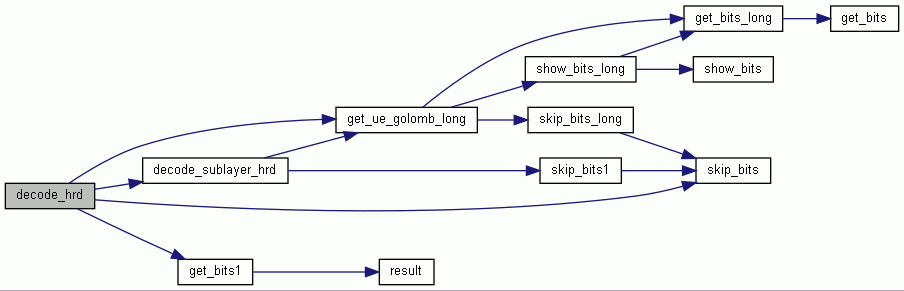 get_bits_long
get_bits
show_bits_long
show_bits
get_ue_golomb_long
skip_bits_long
decode_sublayer_hrd
skip_bits1
skip_bits
decode_hrd
get_bits1
result